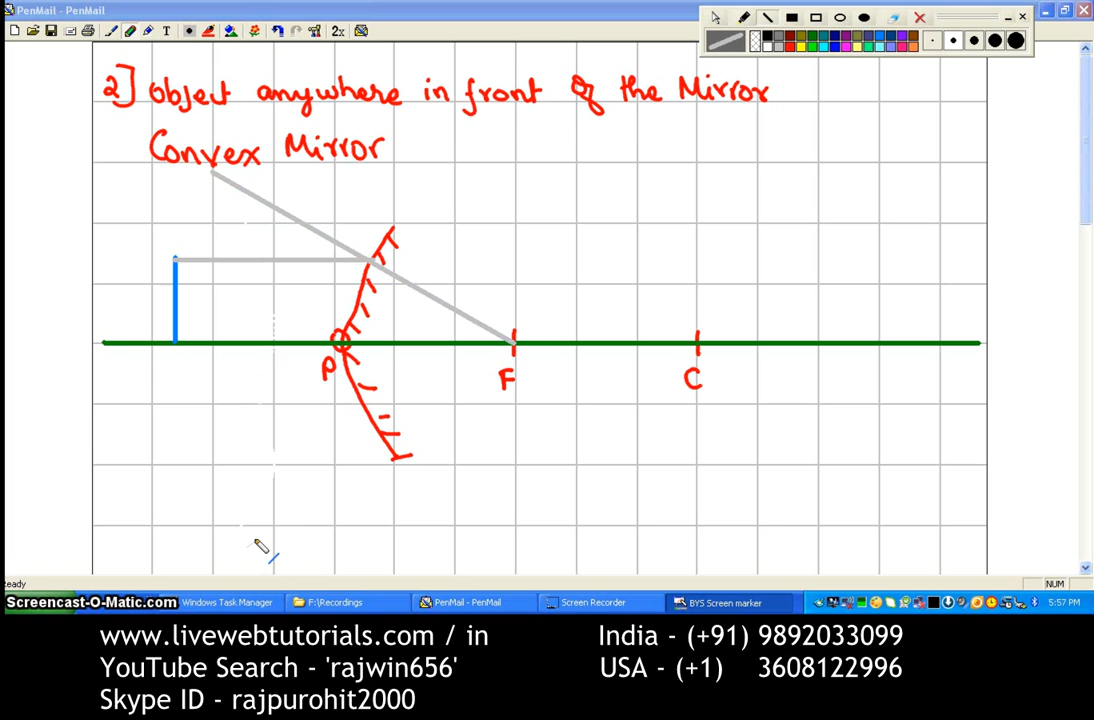 PenMail - PenMail
T
2x
2] Object anywhere in front of the Mirror
Convex Mirror
P
F
C
eady
NUM
Screencast-O-Matic.com
Windows Task Manager
F:\Recordings
PenMail - PenMail
Screen Recorder
BYS Screen marker
5:57 PM
www.livewebtutorials.com / in
India - (+91) 9892033099
YouTube Search - 'rajwin656'
USA - (+1) 3608122996
Skype ID - rajpurohit2000